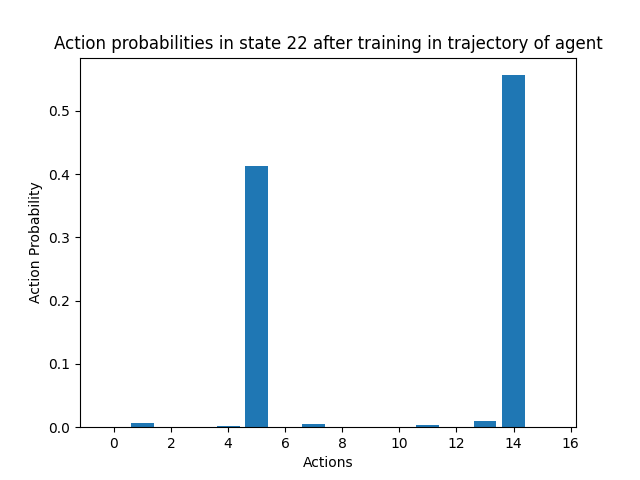 Action probabilities in state 22 after training in trajectory of agent
0.5
0.4
0.3
0.2
0.1
0.0
Action Probability
0 2 4 6 8 10 12 14 16
Actions